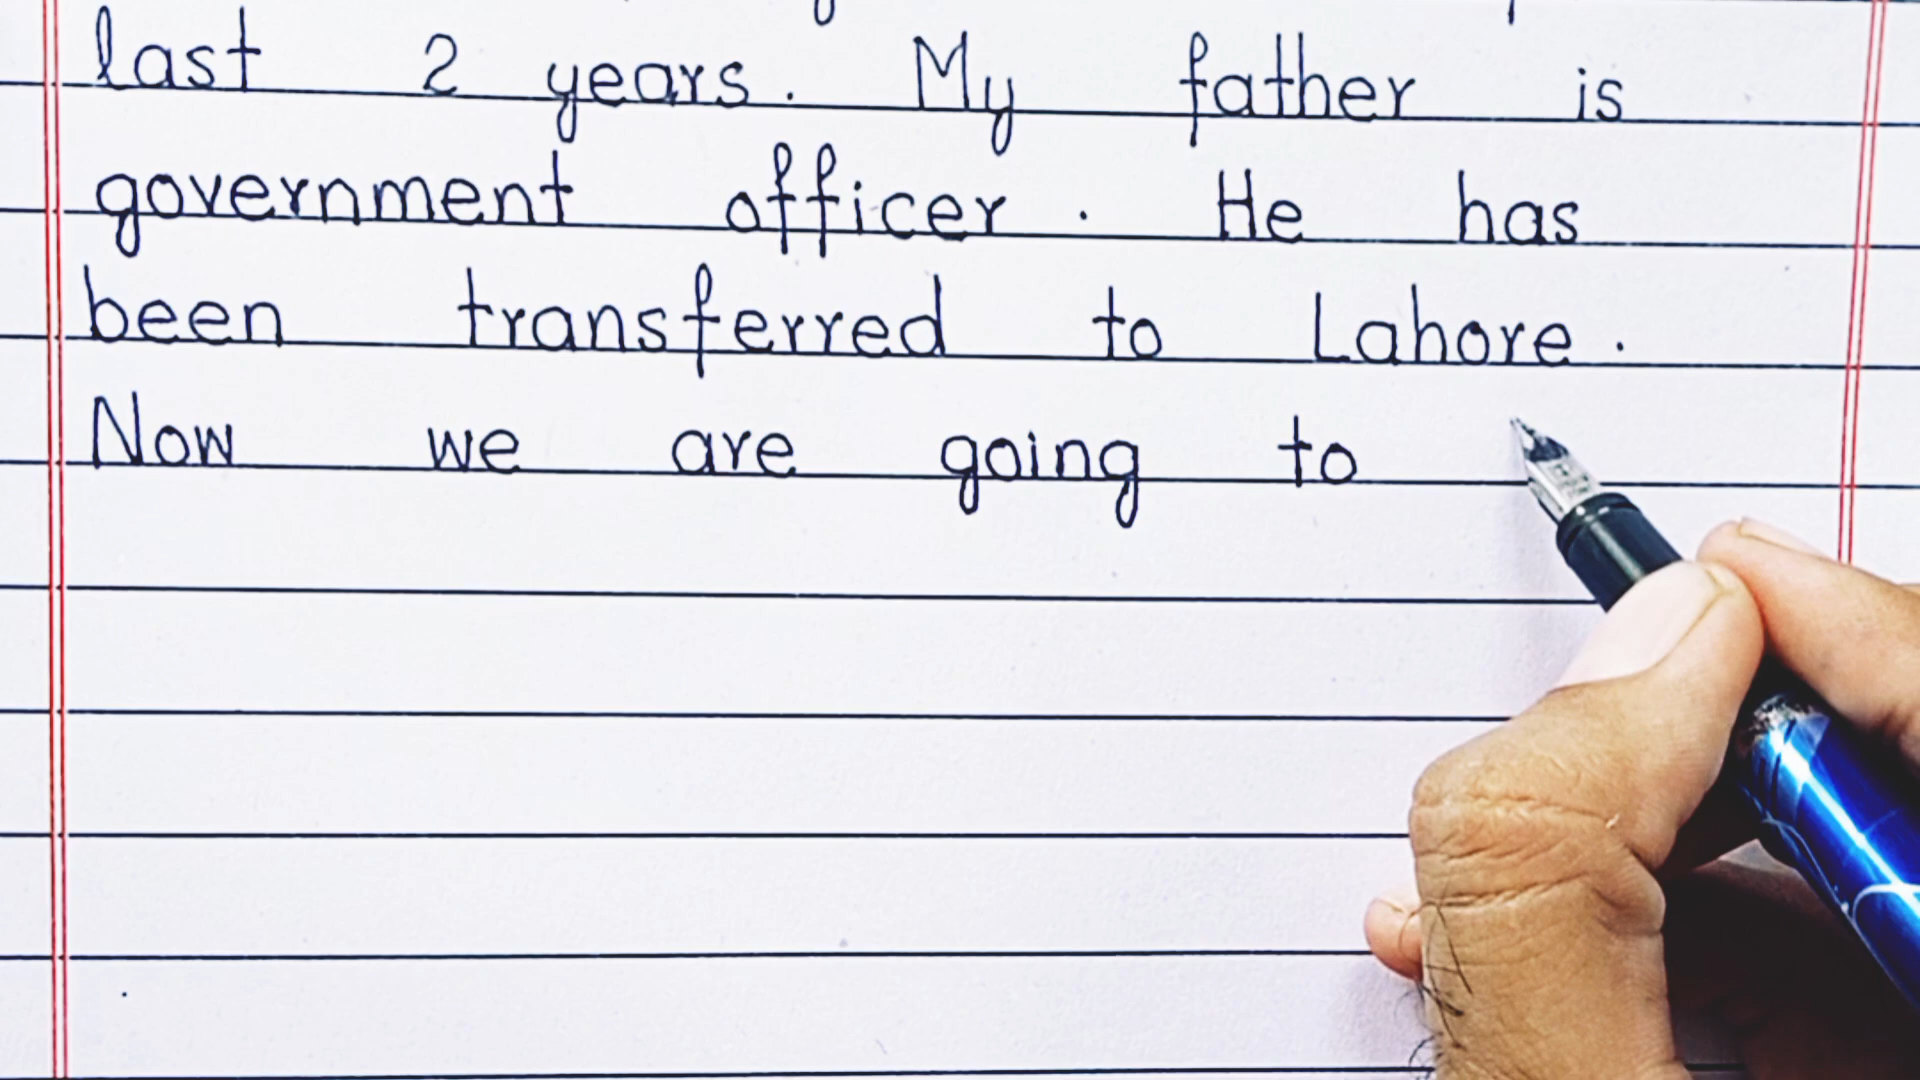 last 2 years. My father is
government officer. He has
been transferred to Lahore.
Now we are going to